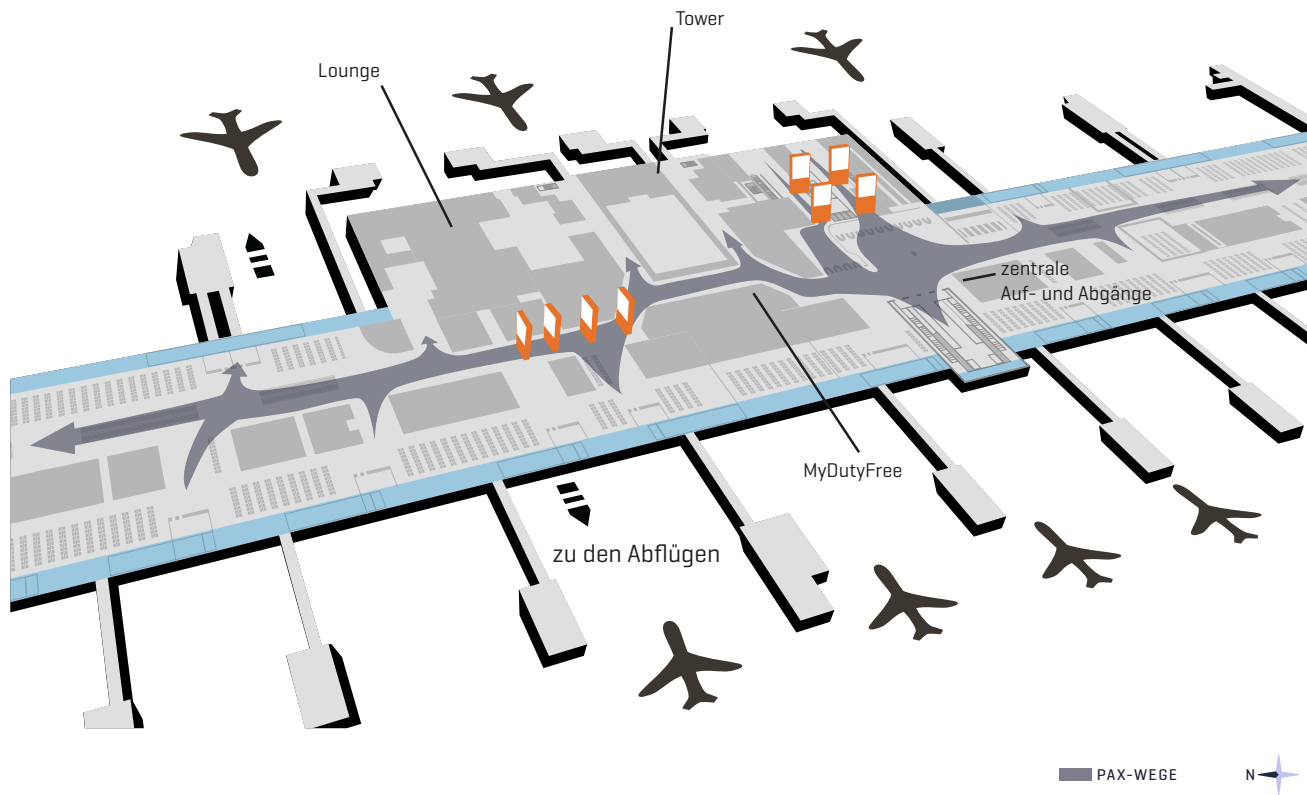 Tower
Lounge
zentrale
Auf- und Abgänge
MyDutyFree
zu den Abflügen
PAX-WEGE
N